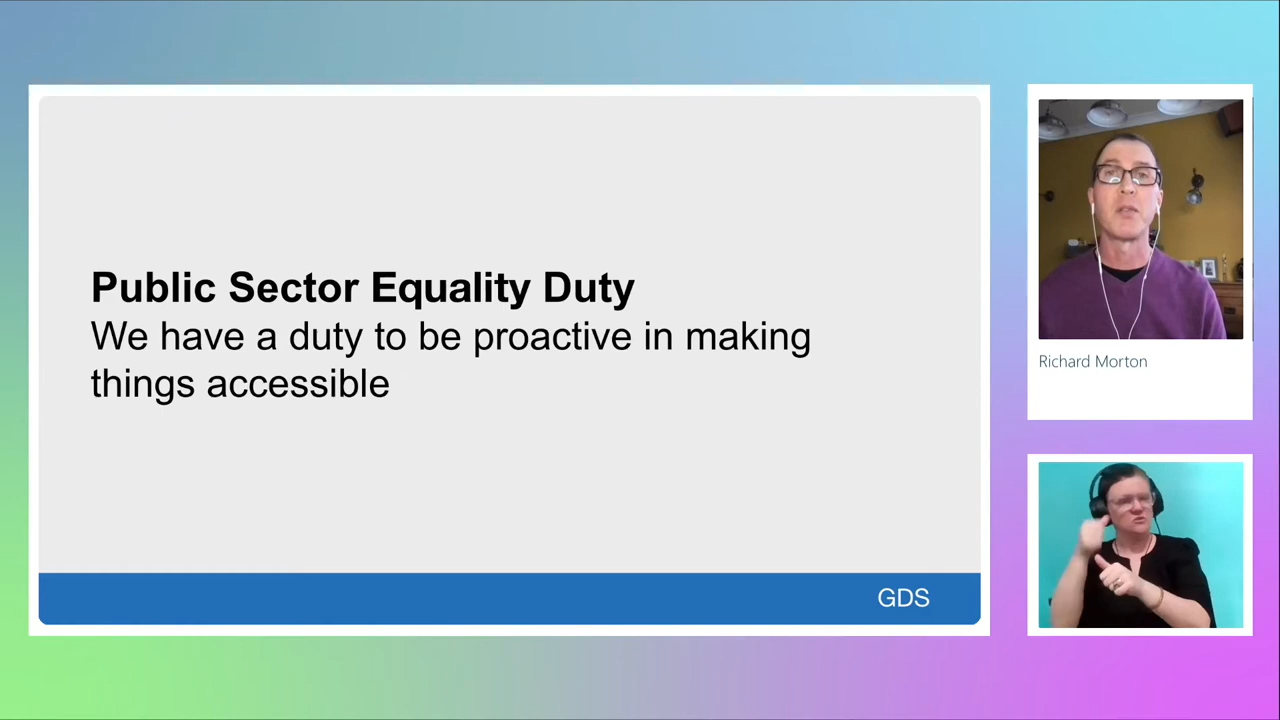 Public Sector Equality Duty
We have a duty to be proactive in making
things accessible
GDS
Richard Morton